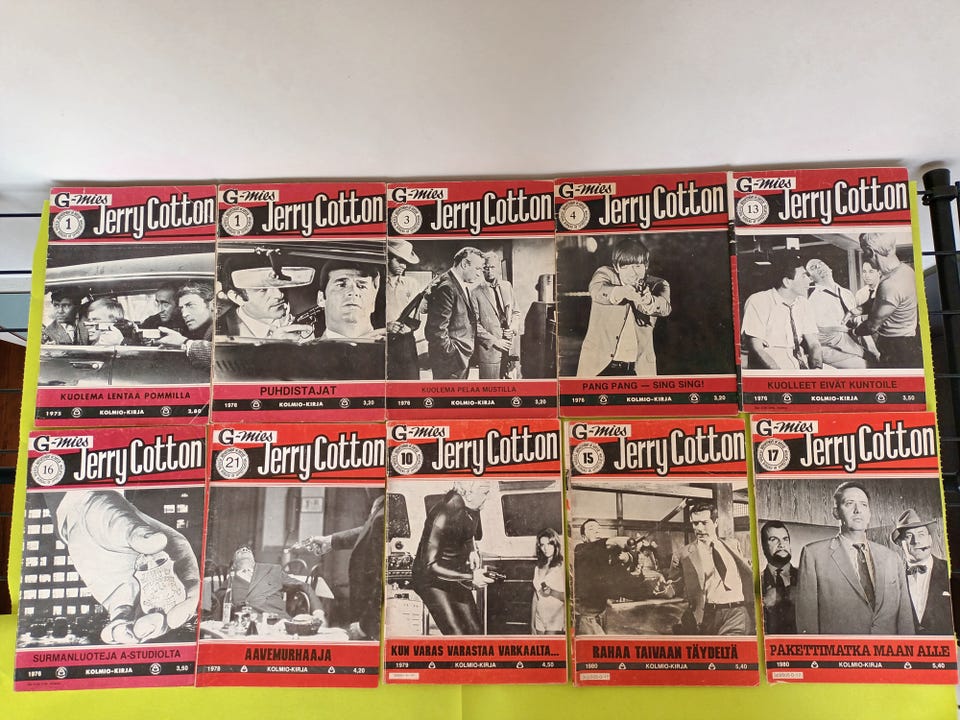 G-mies
Jerry Cotton
1
KUOLEMA LENTAA POMMILLA
1975 KOLMIO-KIRJA 2,80
G-mies
Jerry Cotton
1
PUHDISTAJAT
1976 KOLMIO-KIRJA 3,20
G-mies
Jerry Cotton
3
KUOLEMA PELAA MUSTILLA
1976 KOLMIO-KIRJA 3,20
G-mies
Jerry Cotton
4
PANG PANG — SING SING!
1976 KOLMIO-KIRJA 3,20
G-mies
Jerry Cotton
13
KUOLLEET EIVÄT KUNTOILE
1976 KOLMIO-KIRJA 3,50
G-mies
Jerry Cotton
16
SURMANLUOTEJA A-STUDIOLTA
1976 KOLMIO-KIRJA 3,50
G-mies
Jerry Cotton
21
AAVEMURHAAJA
1978 KOLMIO-KIRJA 4,20
G-mies
Jerry Cotton
10
KUN VARAS VARASTAA VARKAALTA...
1979 KOLMIO-KIRJA 4,50
G-mies
Jerry Cotton
15
RAHAA TAIVAAN TÄYDELTÄ
1980 KOLMIO-KIRJA 5,40
G-mies
Jerry Cotton
17
PAKETTIMATKA MAAN ALLE
1980 KOLMIO-KIRJA 5,40